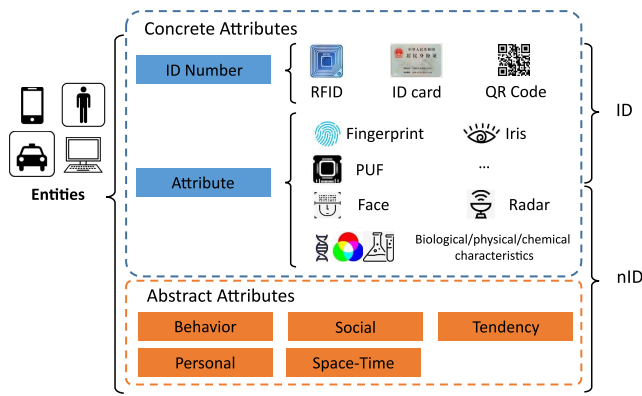 Concrete Attributes
ID Number
RFID
ID card
QR Code
ID
Attribute
Fingerprint
Iris
PUF
...
Face
Radar
Biological/physical/chemical
characteristics
Entities
nID
Abstract Attributes
Behavior
Social
Tendency
Personal
Space-Time